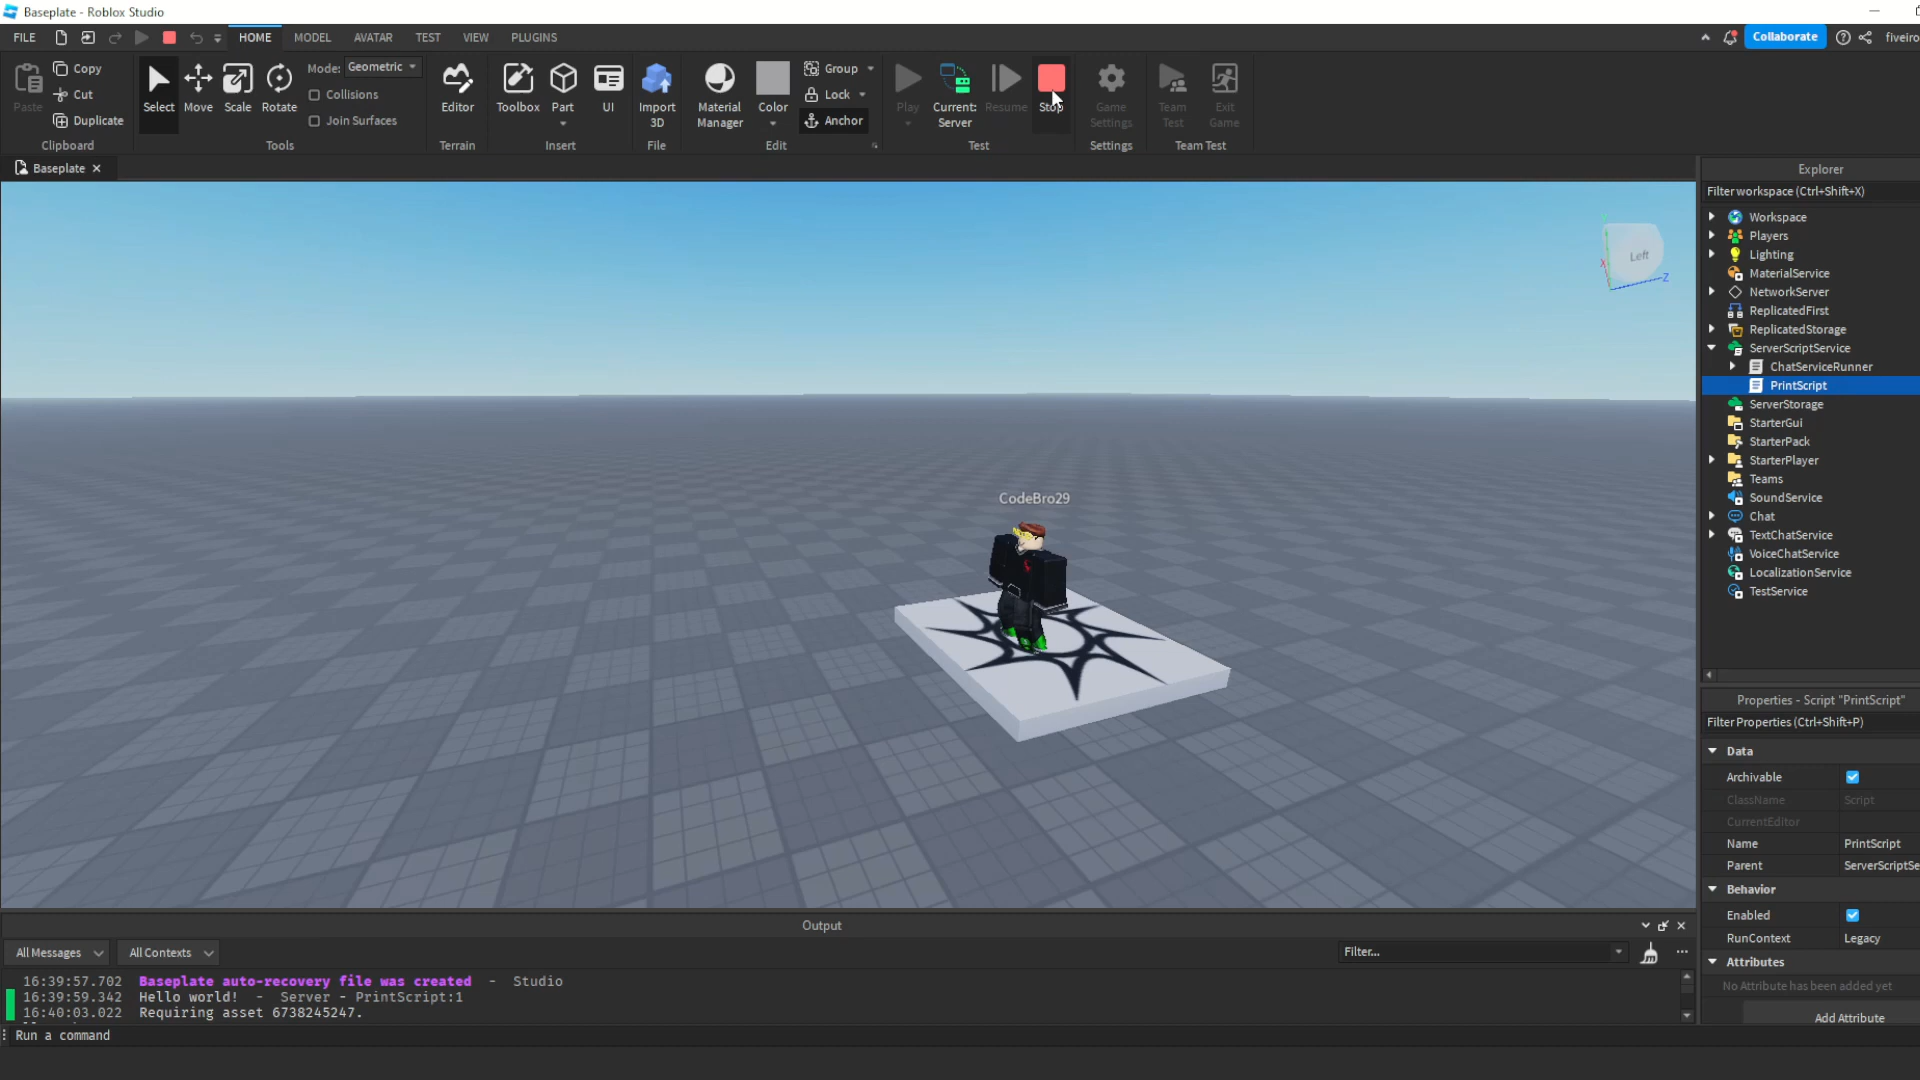 Baseplate - Roblox Studio
FILE HOME MODEL AVATAR TEST VIEW PLUGINS Collaborate
Paste Copy Cut Duplicate Clipboard
Select Move Scale Rotate Mode: Geometric Collisions Join Surfaces Tools
Editor Terrain
Toolbox Part UI Insert
Import 3D File
Material Manager Color Group Lock Anchor Edit
Play Current: Server Resume Stop Test
Game Settings Settings
Team Test Exit Game Team Test
Baseplate
Left
X
Z
CodeBro29
Explorer
Filter workspace (Ctrl+Shift+X)
Workspace
Players
Lighting
MaterialService
NetworkServer
ReplicatedFirst
ReplicatedStorage
ServerScriptService
ChatServiceRunner
PrintScript
ServerStorage
StarterGui
StarterPack
StarterPlayer
Teams
SoundService
Chat
TextChatService
VoiceChatService
LocalizationService
TestService
Properties - Script "PrintScript"
Filter Properties (Ctrl+Shift+P)
Data
Archivable
ClassName Script
CurrentEditor
Name PrintScript
Parent ServerScriptSe
Behavior
Enabled
RunContext Legacy
Attributes
No Attribute has been added yet
Add Attribute
Output
All Messages All Contexts Filter...
16:39:57.702 Baseplate auto-recovery file was created - Studio
16:39:59.342 Hello world! - Server - PrintScript:1
16:40:03.022 Requiring asset 6738245247.
Run a command